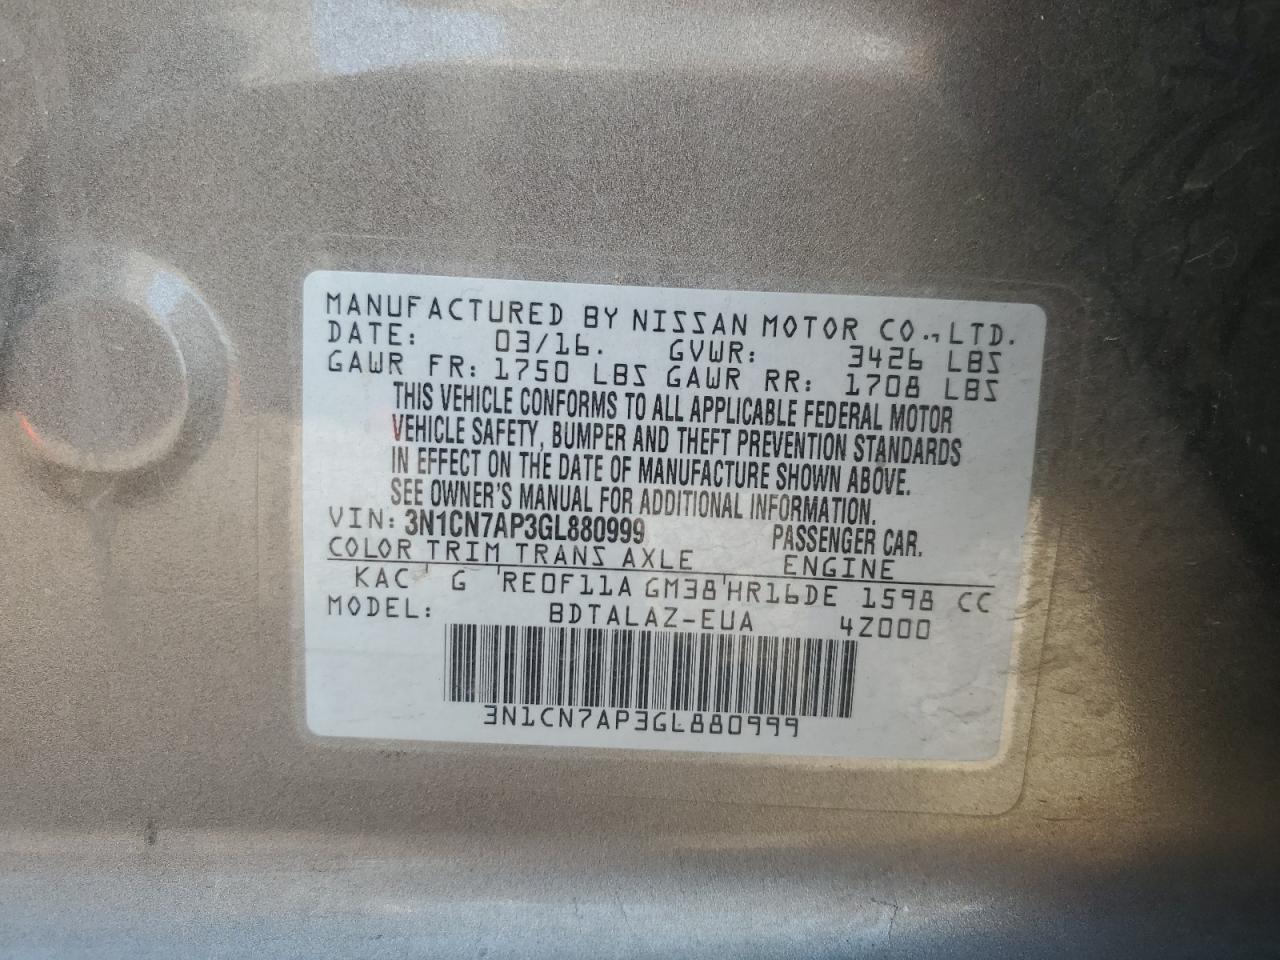 MANUFACTURED BY NISSAN MOTOR CO., LTD.
DATE: 03/16. GVWR: 3426 LBS
GAWR FR: 1750 LBS GAWR RR: 1708 LBS
THIS VEHICLE CONFORMS TO ALL APPLICABLE FEDERAL MOTOR
VEHICLE SAFETY, BUMPER AND THEFT PREVENTION STANDARDS
IN EFFECT ON THE DATE OF MANUFACTURE SHOWN ABOVE.
SEE OWNER'S MANUAL FOR ADDITIONAL INFORMATION.
VIN: 3N1CN7AP3GL880999 PASSENGER CAR.
COLOR TRIM TRANS AXLE ENGINE
KAC ' G ' RE0F11A GM38 ' HR16DE 1598 CC
MODEL: BDTALAZ-EUA 4Z000
3N1CN7AP3GL880999